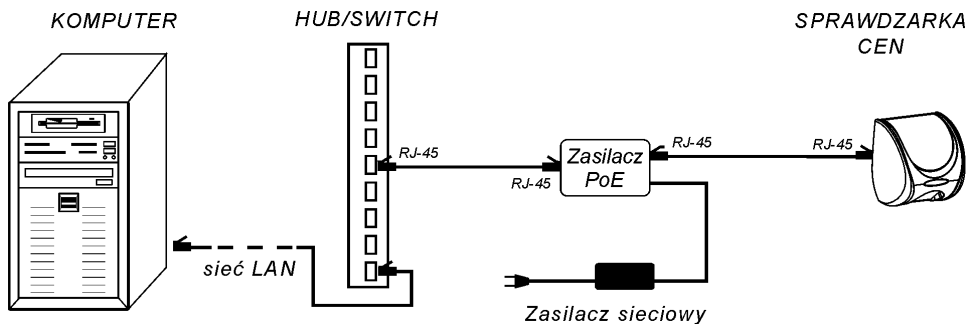 KOMPUTER
HUB/SWITCH
SPRAWDZARKA
CEN
RJ-45
RJ-45
Zasilacz
PoE
RJ-45
RJ-45
sieć LAN
Zasilacz sieciowy